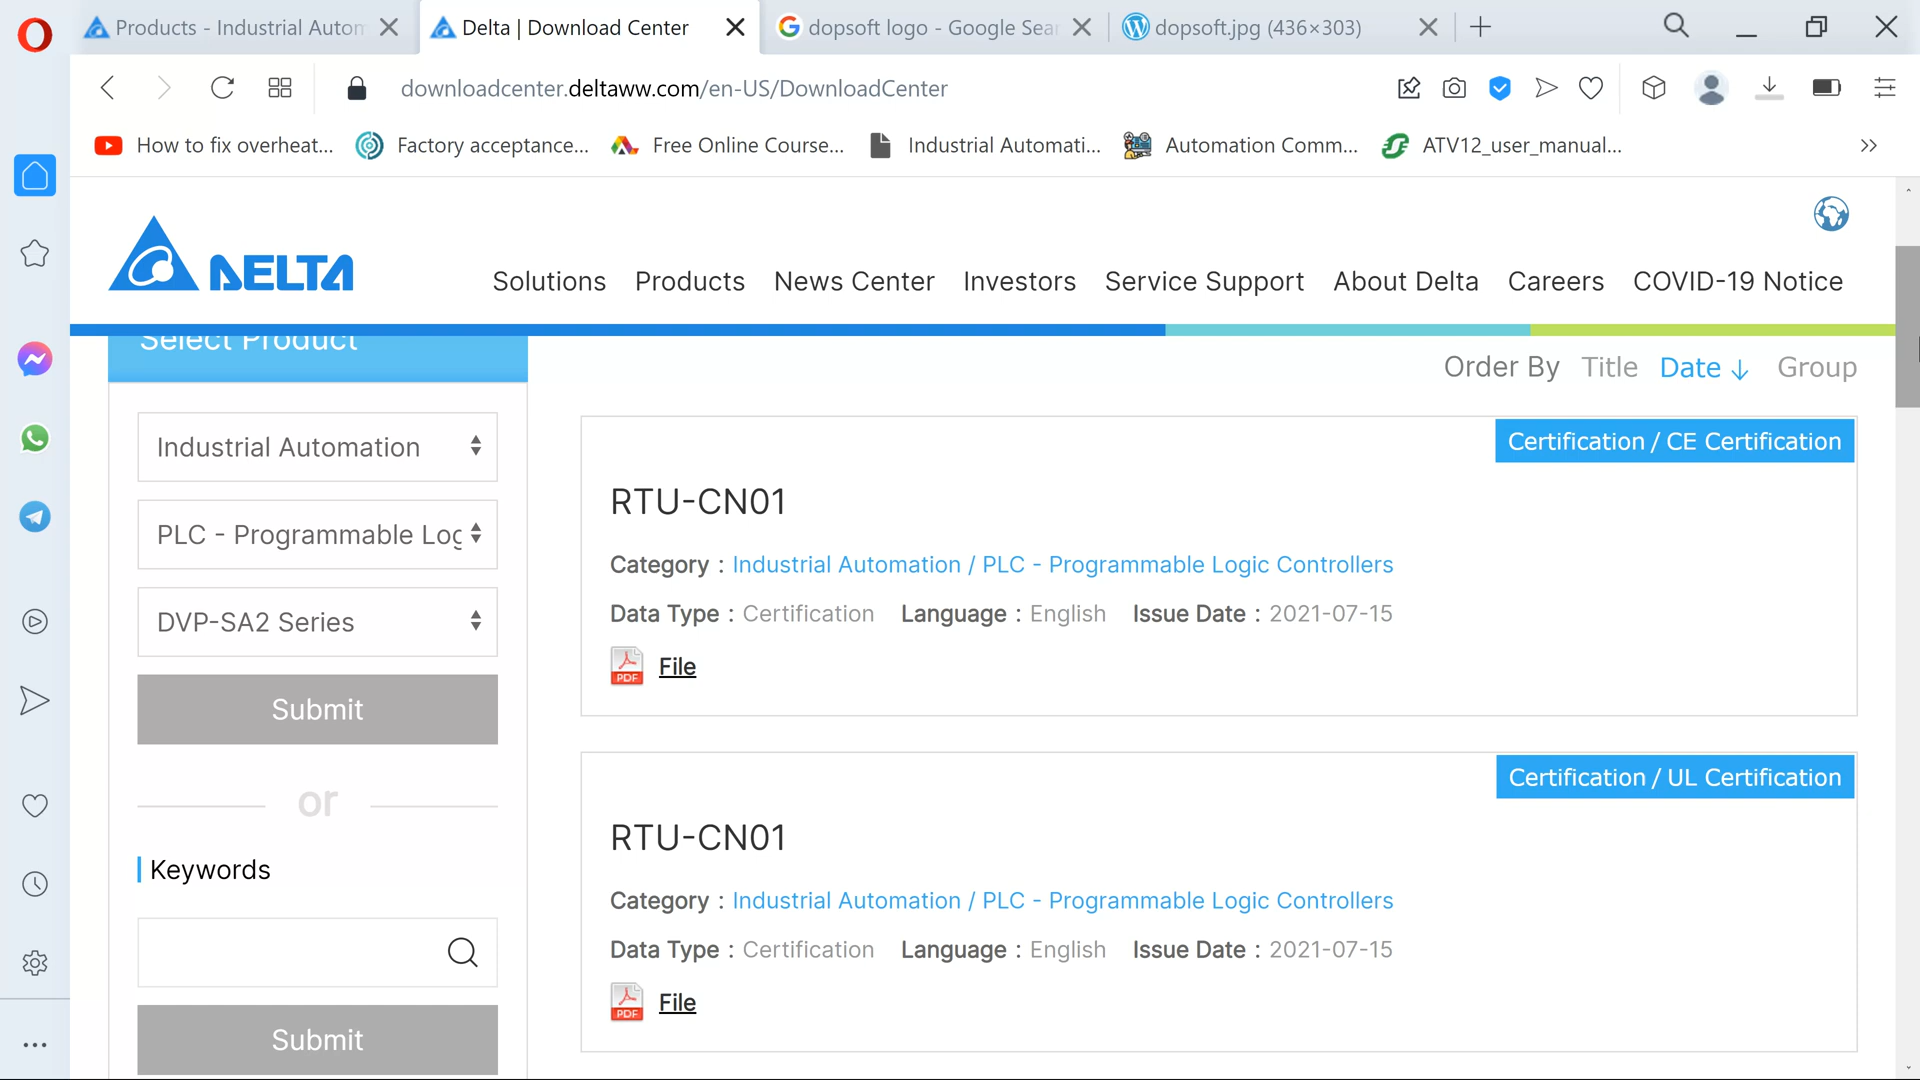 Products - Industrial Autom
Delta | Download Center
dopsoft logo - Google Sear
dopsoft.jpg (436×303)
downloadcenter.deltaww.com/en-US/DownloadCenter
How to fix overheat...
Factory acceptance...
Free Online Course...
Industrial Automati...
Automation Comm...
ATV12_user_manual...
DELTA
Solutions
Products
News Center
Investors
Service Support
About Delta
Careers
COVID-19 Notice
Select Product
Industrial Automation
PLC - Programmable Log
DVP-SA2 Series
Submit
or
Keywords
Submit
Order By Title Date ↓ Group
Certification / CE Certification
RTU-CN01
Category : Industrial Automation / PLC - Programmable Logic Controllers
Data Type : Certification Language : English Issue Date : 2021-07-15
PDF File
Certification / UL Certification
RTU-CN01
Category : Industrial Automation / PLC - Programmable Logic Controllers
Data Type : Certification Language : English Issue Date : 2021-07-15
PDF File